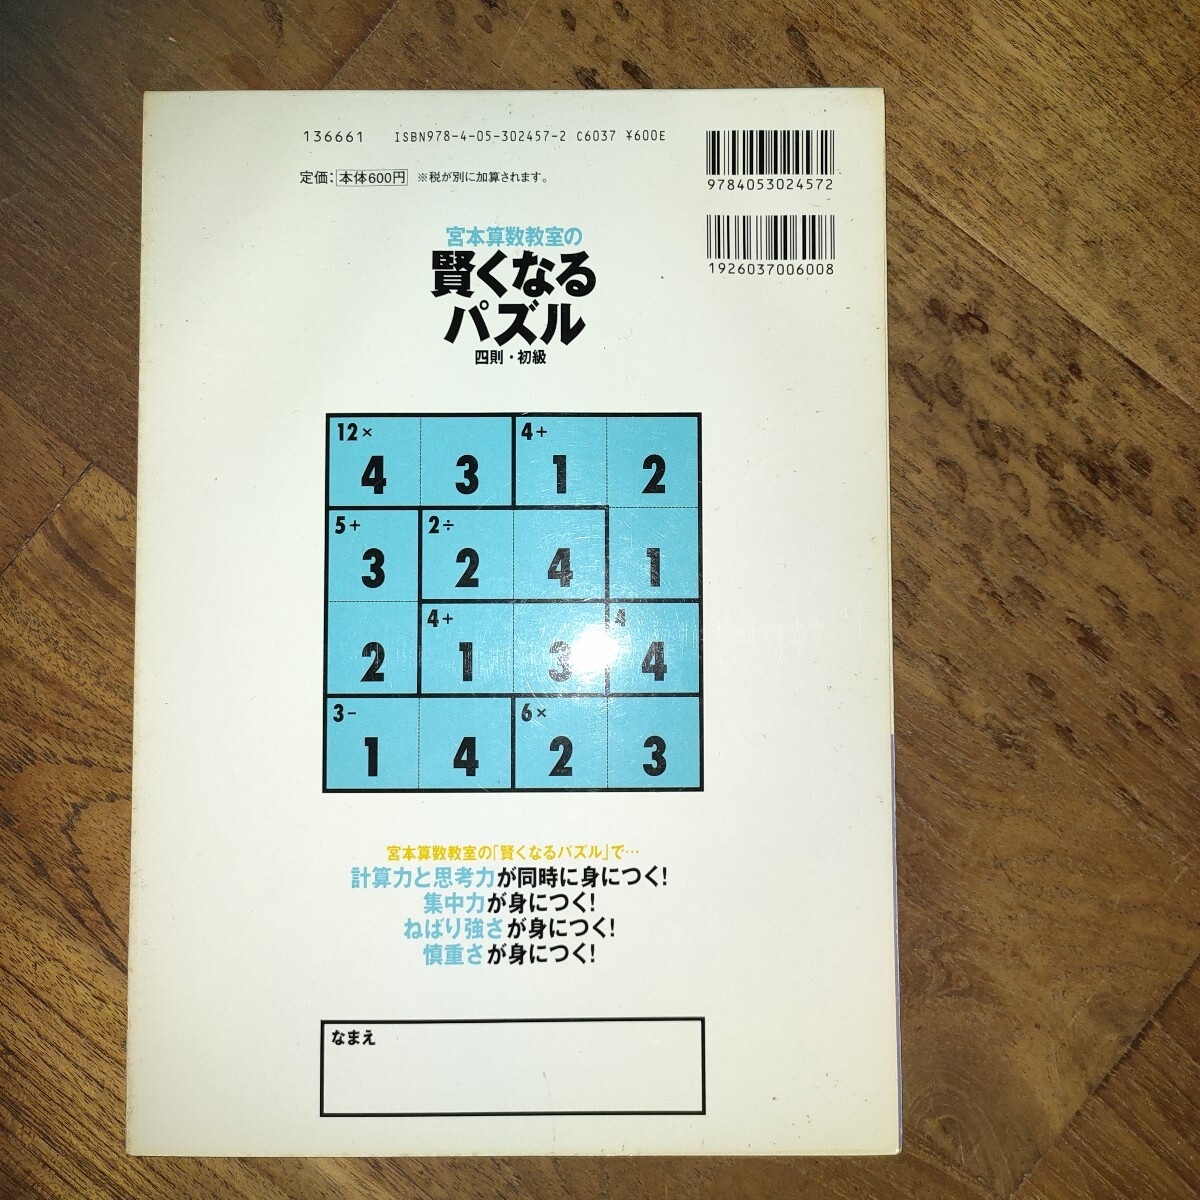 136661 ISBN978-4-05-302457-2 C6037 ¥600E
定価：本体600円 ※税が別に加算されます。
9784053024572
1926037006008
宮本算数教室の
賢くなる
パズル
四則・初級
12× 4+
4 3 1 2
5+ 2÷
3 2 4 1
4+ 4
2 1 3 4
3− 6×
1 4 2 3
宮本算数教室の「賢くなるパズル」で…
計算力と思考力が同時に身につく！
集中力が身につく！
ねばり強さが身につく！
慎重さが身につく！
なまえ